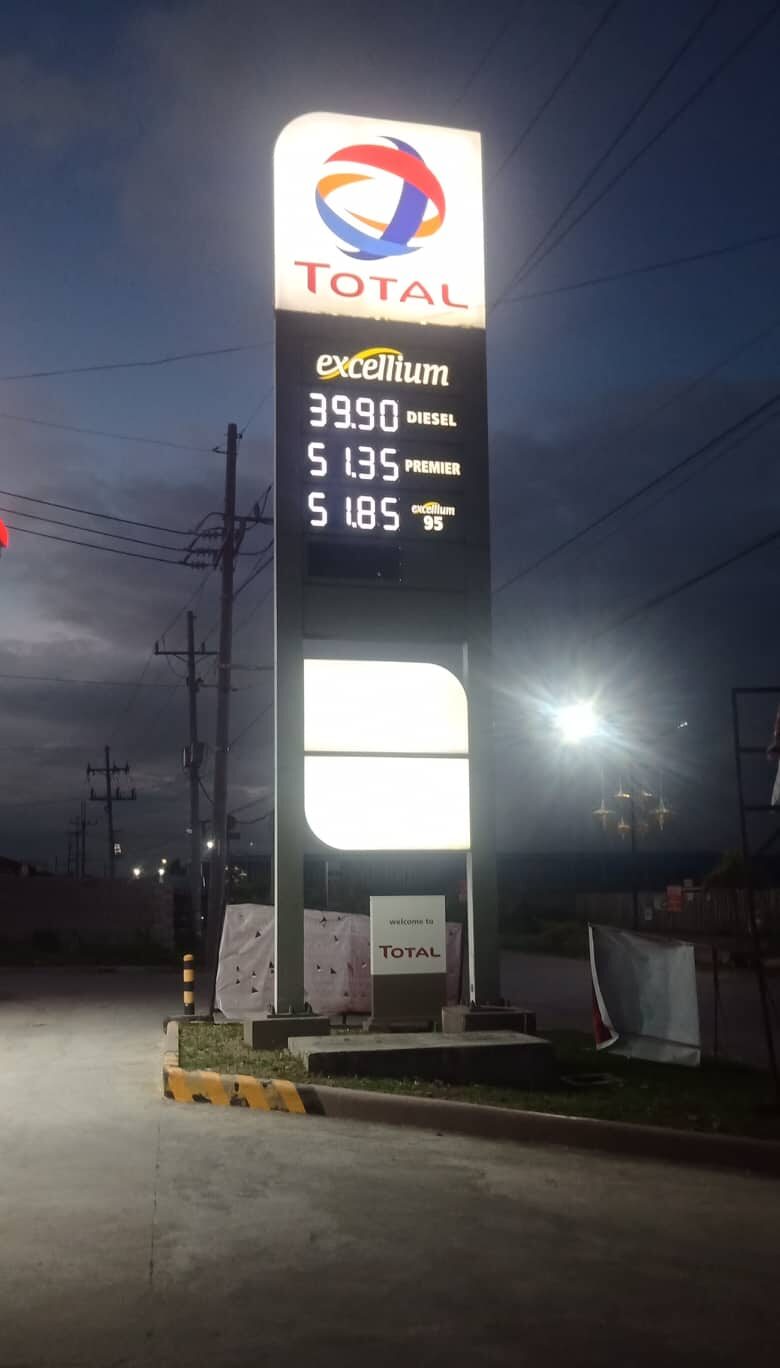 TOTAL
excellium
39.90 DIESEL
51.35 PREMIER
51.85 excellium 95
welcome to
TOTAL